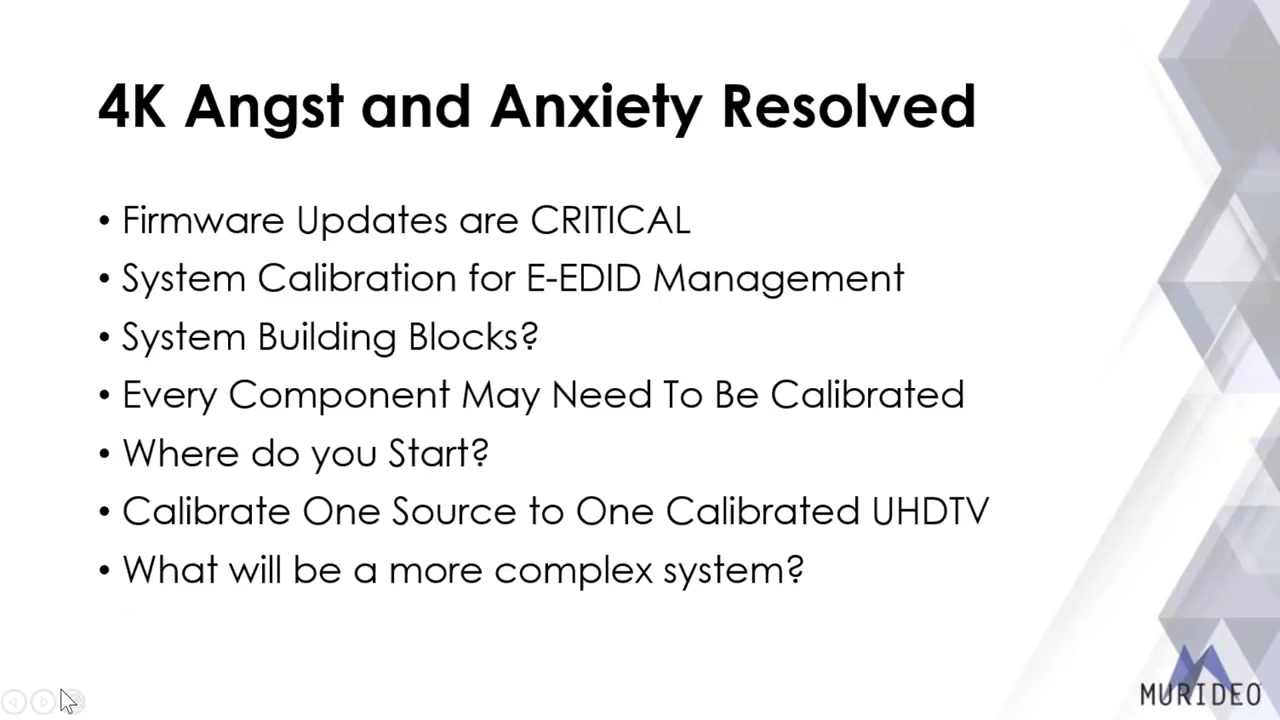 4K Angst and Anxiety Resolved
• Firmware Updates are CRITICAL
• System Calibration for E-EDID Management
• System Building Blocks?
• Every Component May Need To Be Calibrated
• Where do you Start?
• Calibrate One Source to One Calibrated UHDTV
• What will be a more complex system?
MURIDEO